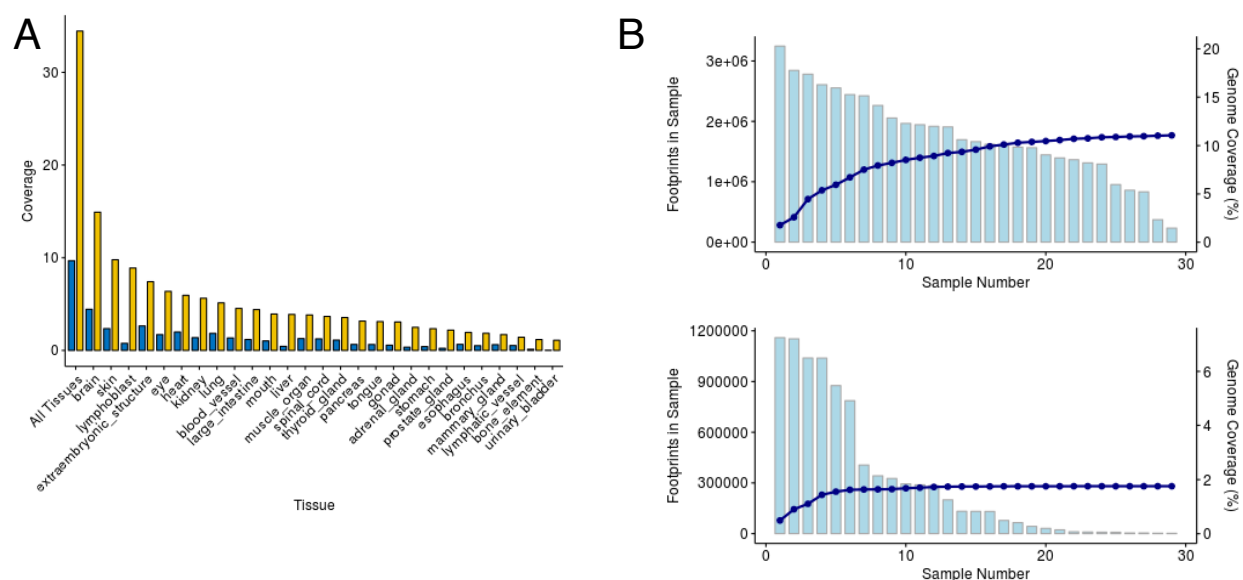 A
Coverage
30
20
10
0
All Tissues
brain
skin
lymphoblast
extraembryonic_structure
eye
heart
kidney
lung
blood_vessel
large_intestine
mouth
liver
muscle_organ
spinal_cord
thyroid_gland
pancreas
tongue
gonad
adrenal_gland
stomach
prostate_gland
esophagus
bronchus
mammary_gland
lymphatic_vessel
bone_element
urinary_bladder
Tissue
B
Footprints in Sample
3e+06
2e+06
1e+06
0e+00
20
15
10
5
0
Genome Coverage (%)
0 10 20 30
Sample Number
Footprints in Sample
1200000
900000
600000
300000
0
6
4
2
0
Genome Coverage (%)
0 10 20 30
Sample Number